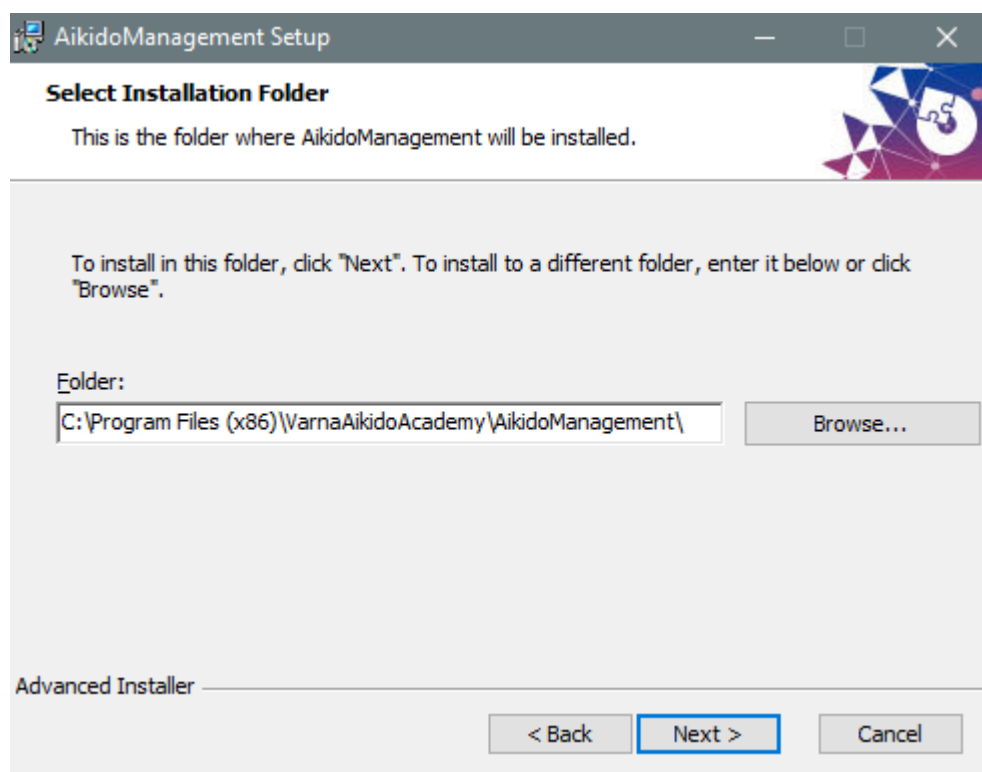 AikidoManagement Setup
Select Installation Folder
This is the folder where AikidoManagement will be installed.
To install in this folder, click "Next". To install to a different folder, enter it below or click
"Browse".
Folder:
C:\Program Files (x86)\VarnaAikidoAcademy\AikidoManagement\
Browse...
Advanced Installer
< Back
Next >
Cancel